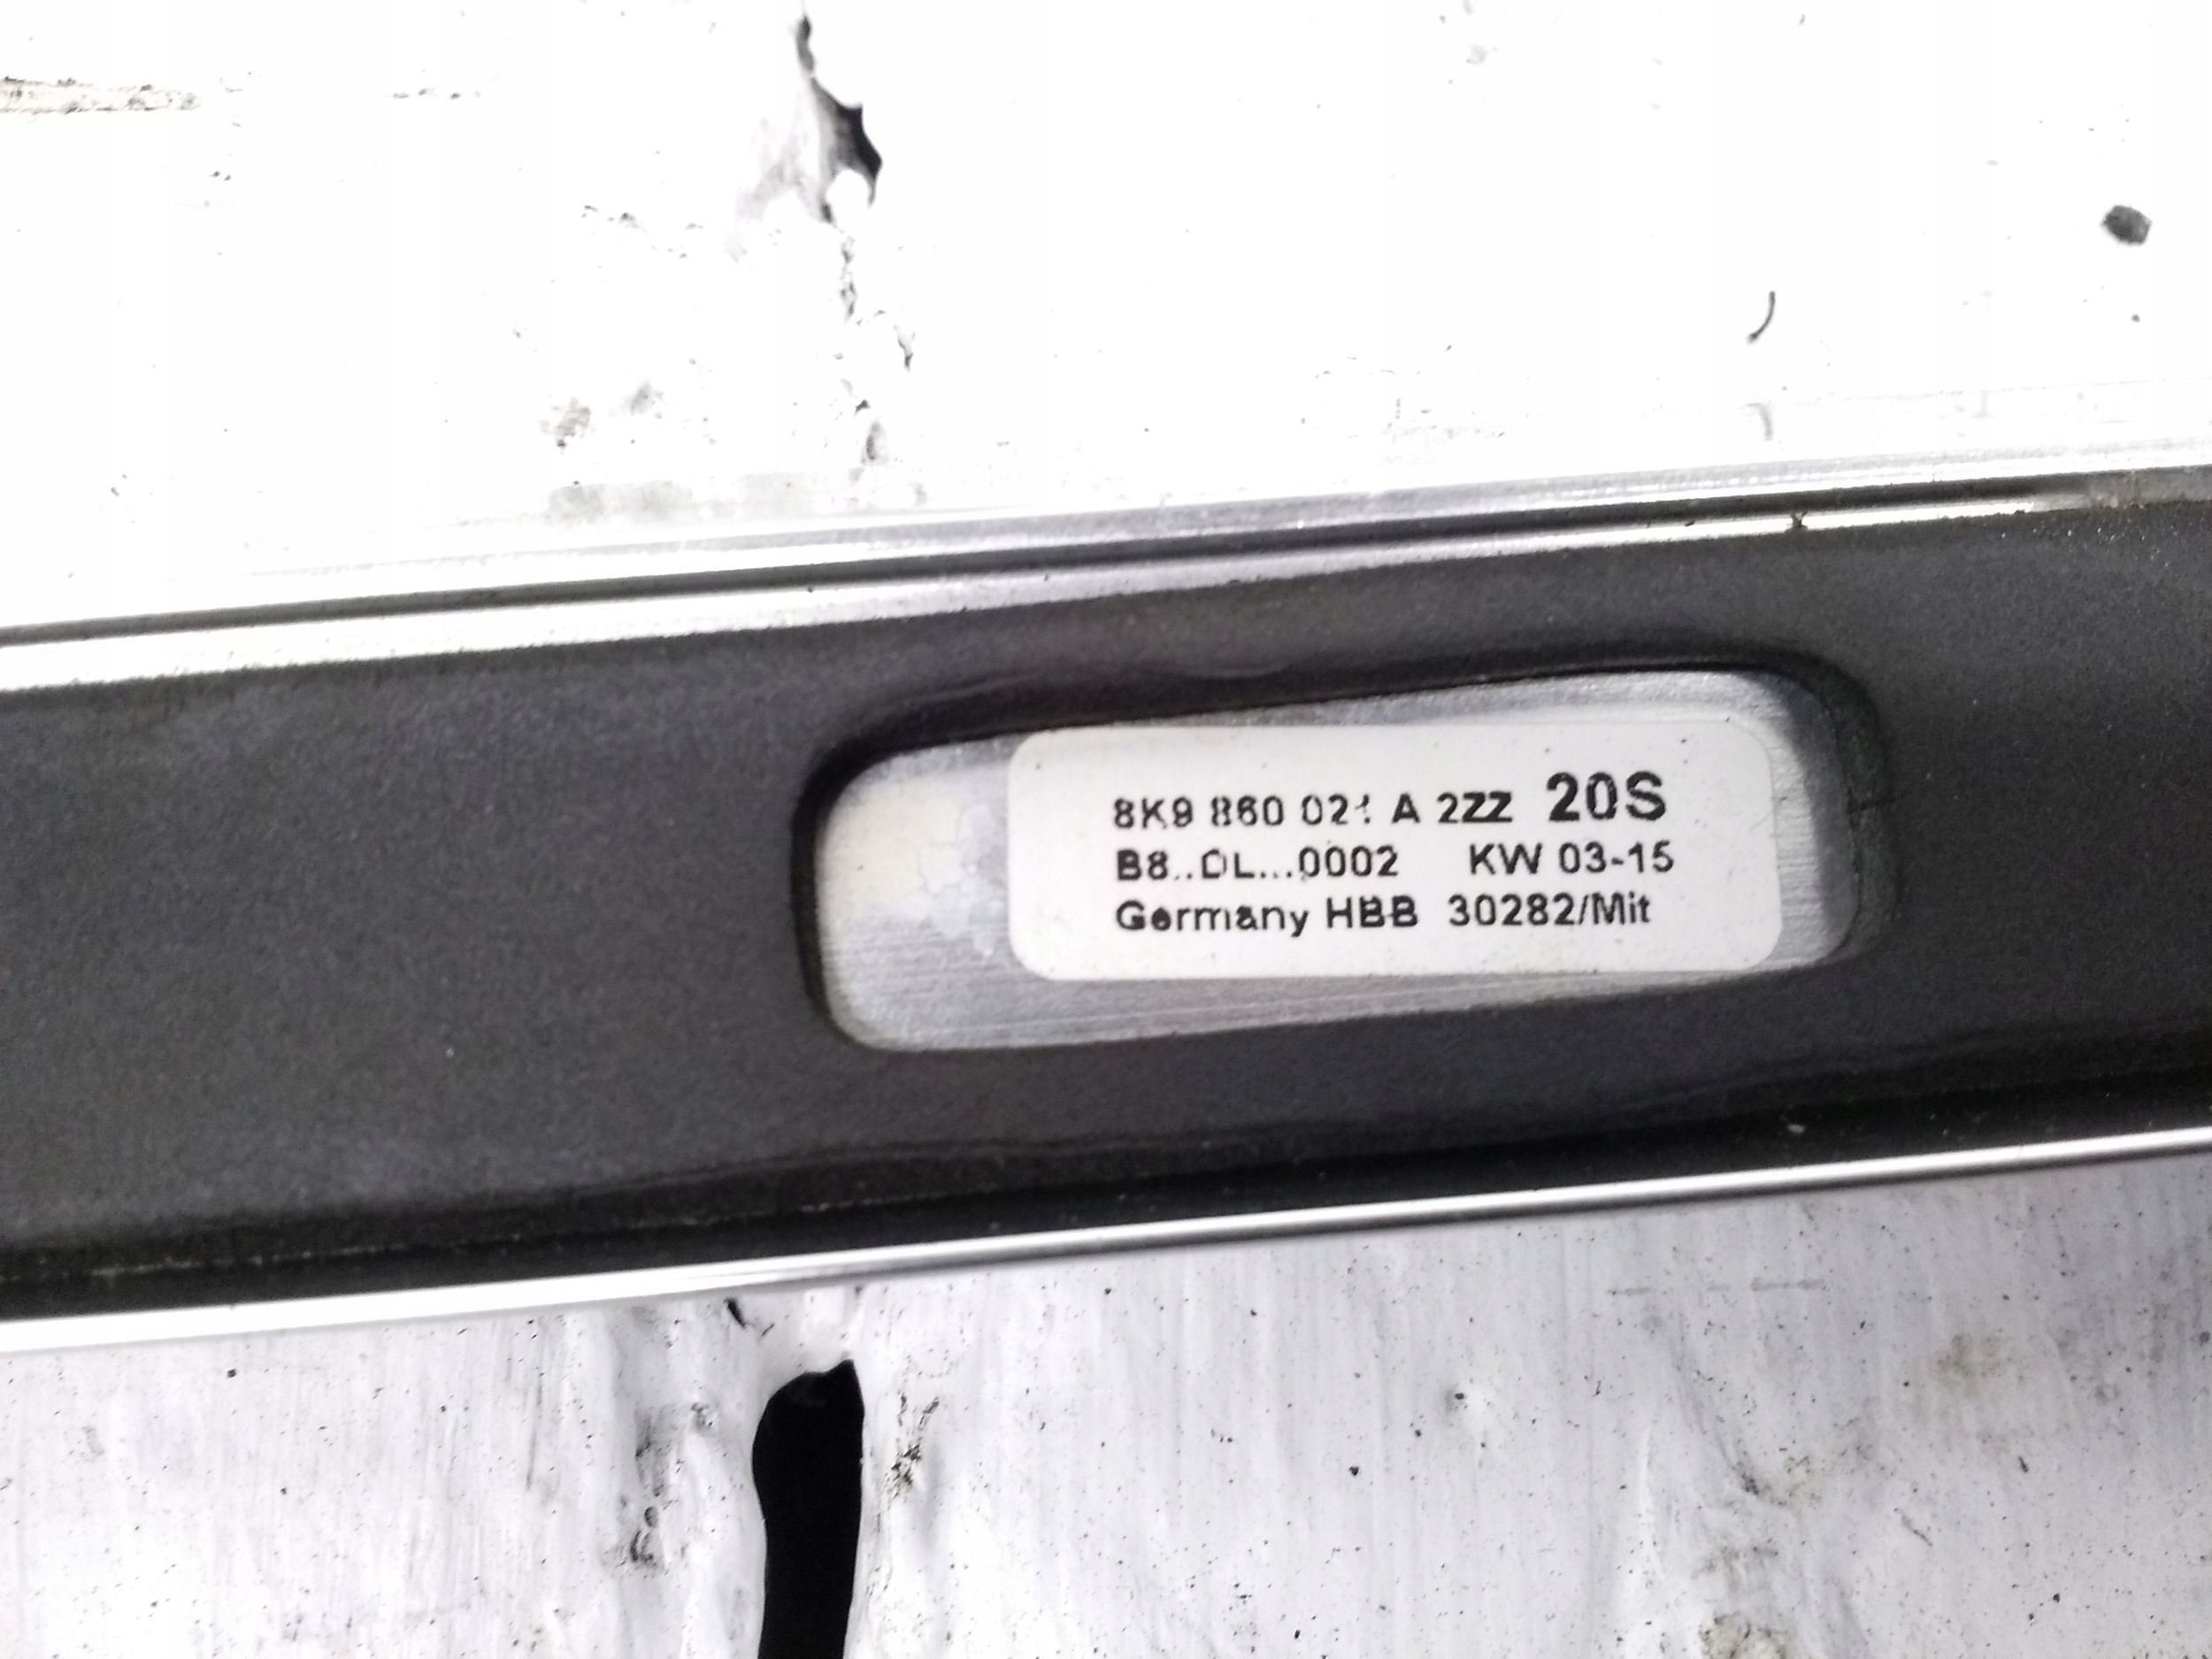 8K9 860 021 A 2ZZ 20S
B8..DL...0002 KW 03-15
Germany HBB 30282/Mit